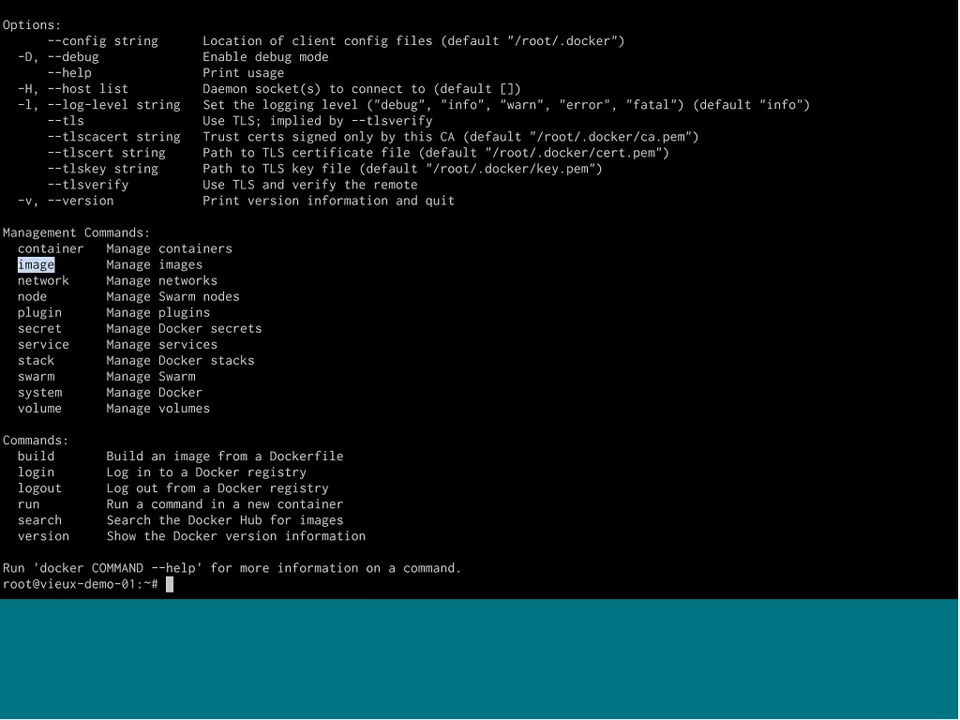 Options:
      --config string      Location of client config files (default "/root/.docker")
  -D, --debug              Enable debug mode
      --help               Print usage
  -H, --host list          Daemon socket(s) to connect to (default [])
  -l, --log-level string   Set the logging level ("debug", "info", "warn", "error", "fatal") (default "info")
      --tls                Use TLS; implied by --tlsverify
      --tlscacert string   Trust certs signed only by this CA (default "/root/.docker/ca.pem")
      --tlscert string     Path to TLS certificate file (default "/root/.docker/cert.pem")
      --tlskey string      Path to TLS key file (default "/root/.docker/key.pem")
      --tlsverify          Use TLS and verify the remote
  -v, --version            Print version information and quit
Management Commands:
  container   Manage containers
  image       Manage images
  network     Manage networks
  node        Manage Swarm nodes
  plugin      Manage plugins
  secret      Manage Docker secrets
  service     Manage services
  stack       Manage Docker stacks
  swarm       Manage Swarm
  system      Manage Docker
  volume      Manage volumes
Commands:
  build       Build an image from a Dockerfile
  login       Log in to a Docker registry
  logout      Log out from a Docker registry
  run         Run a command in a new container
  search      Search the Docker Hub for images
  version     Show the Docker version information
Run 'docker COMMAND --help' for more information on a command.
root@vieux-demo-01:~#